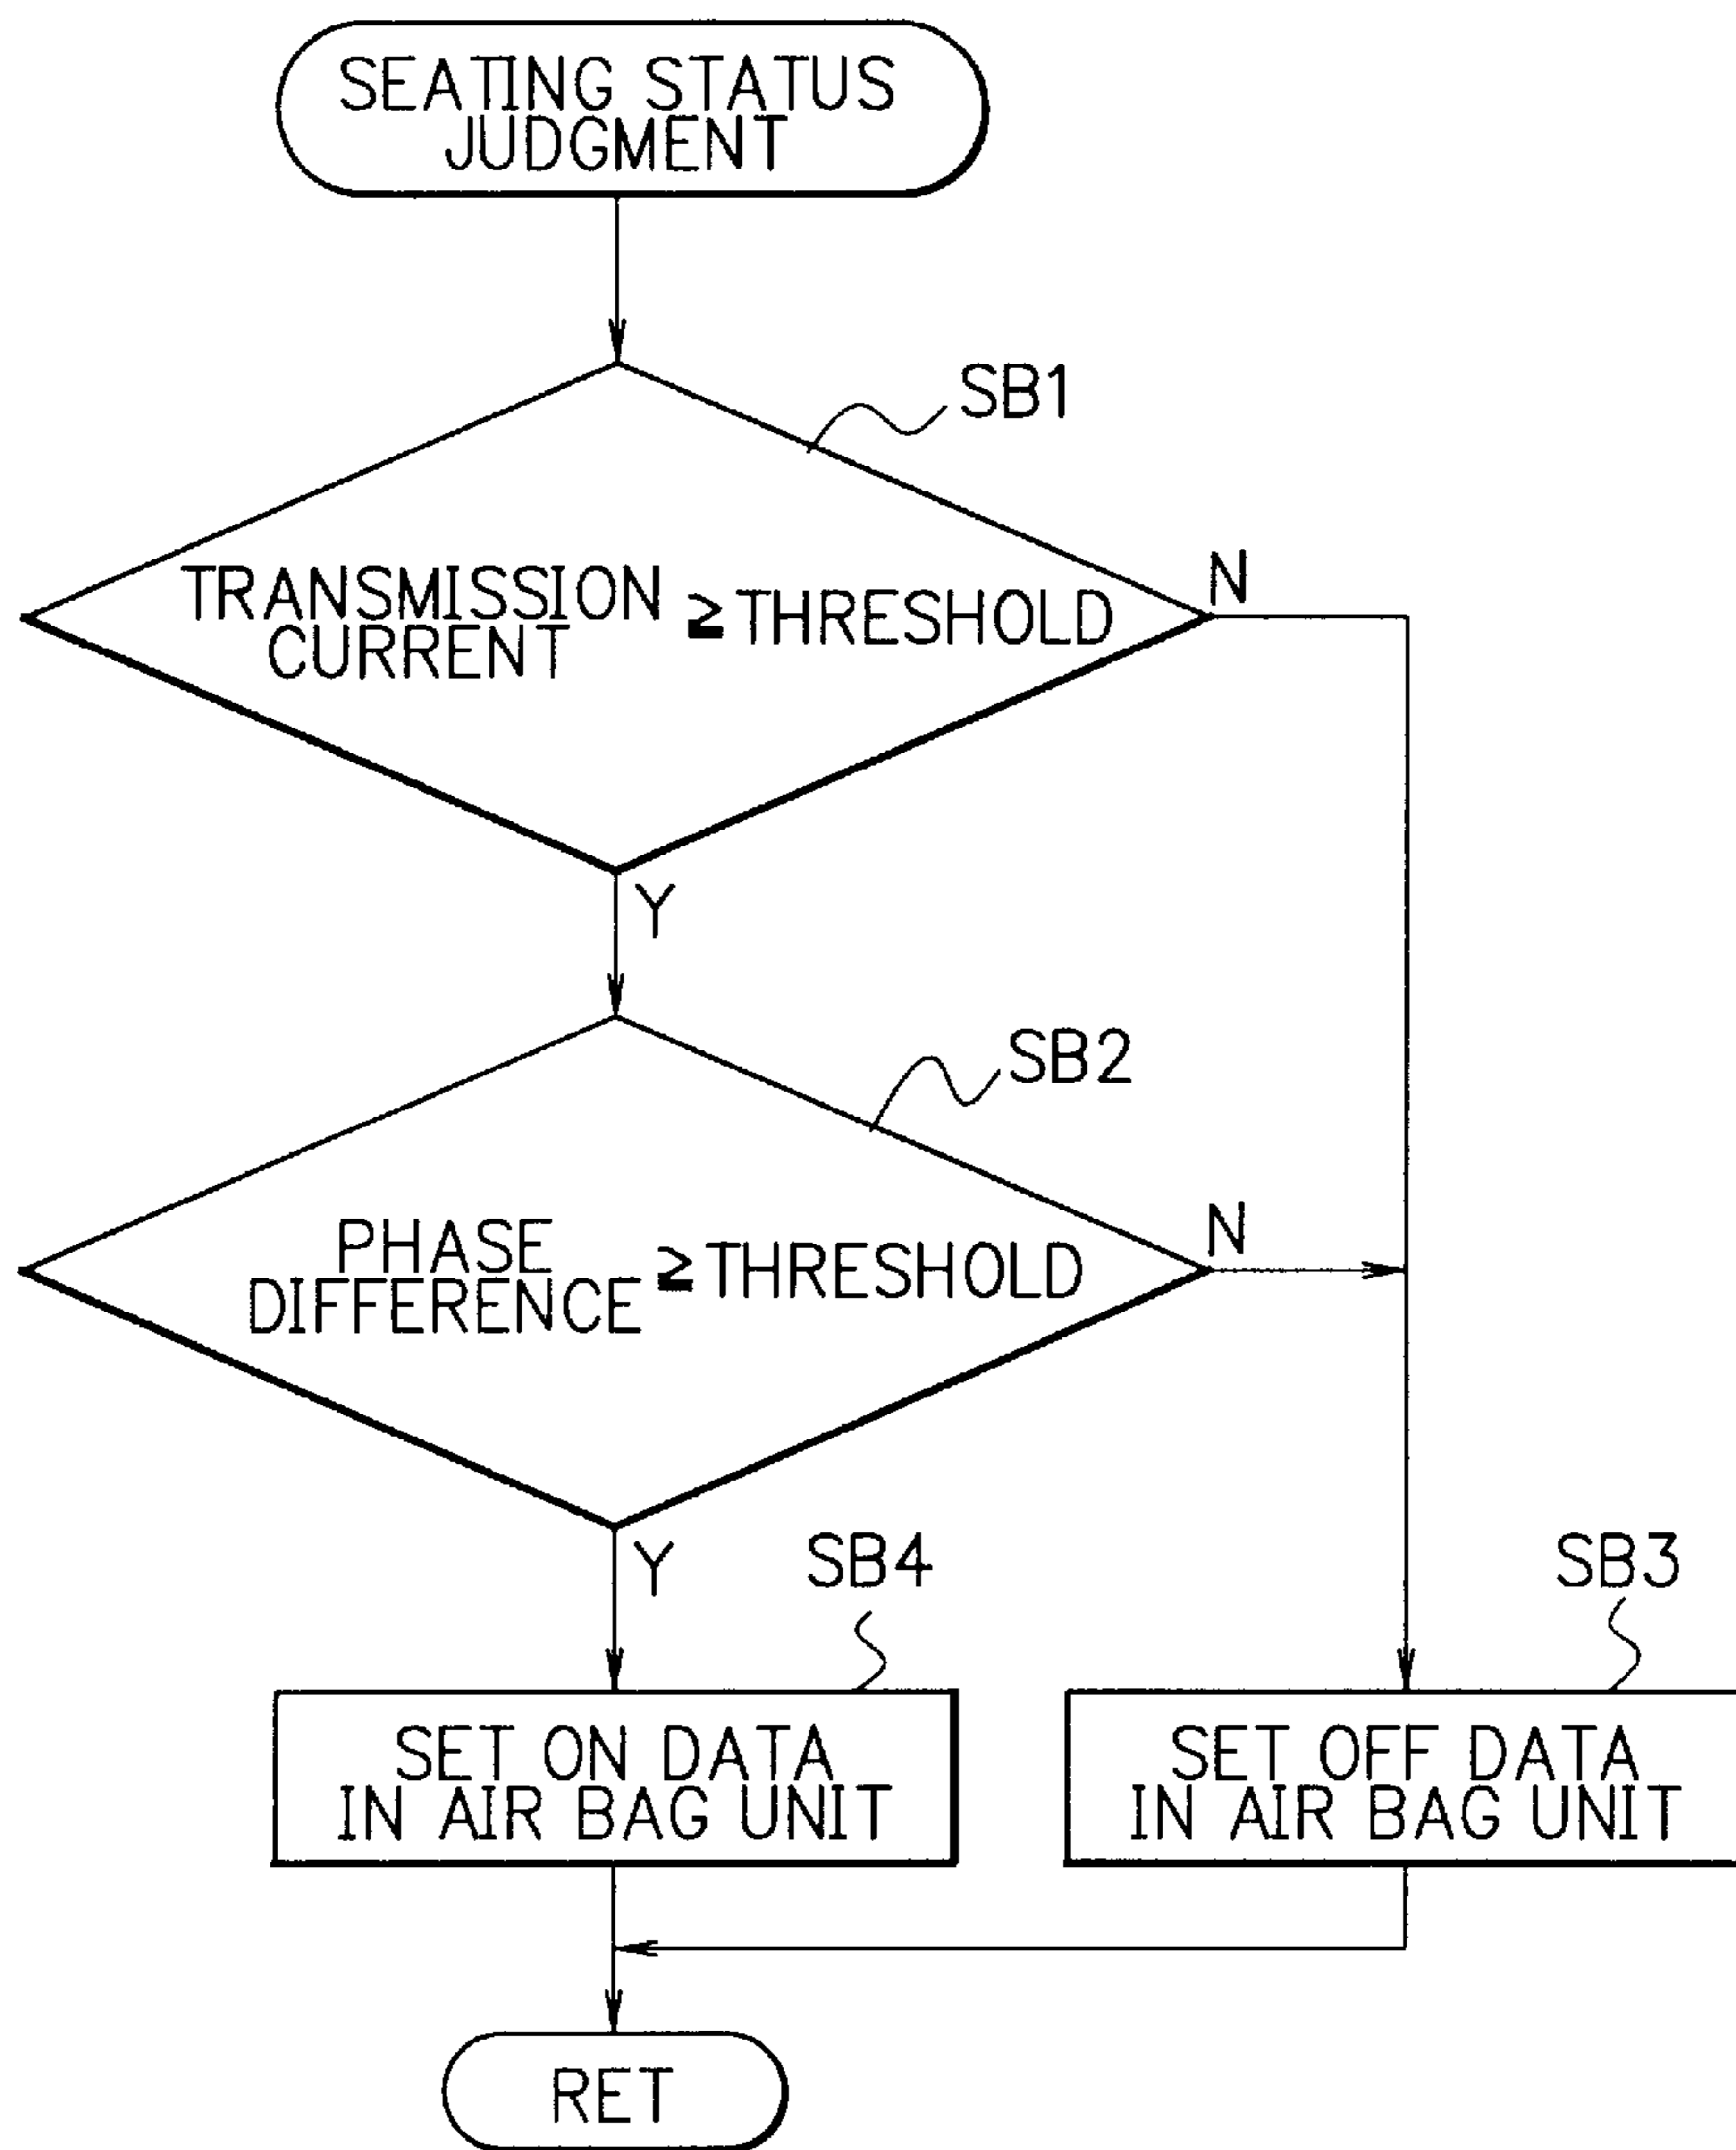 SEATING STATUS
JUDGMENT
SB1
TRANSMISSION
CURRENT
≧THRESHOLD
N
Y
SB2
PHASE
DIFFERENCE
≧THRESHOLD
N
Y
SB4
SB3
SET ON DATA
IN AIR BAG UNIT
SET OFF DATA
IN AIR BAG UNIT
RET